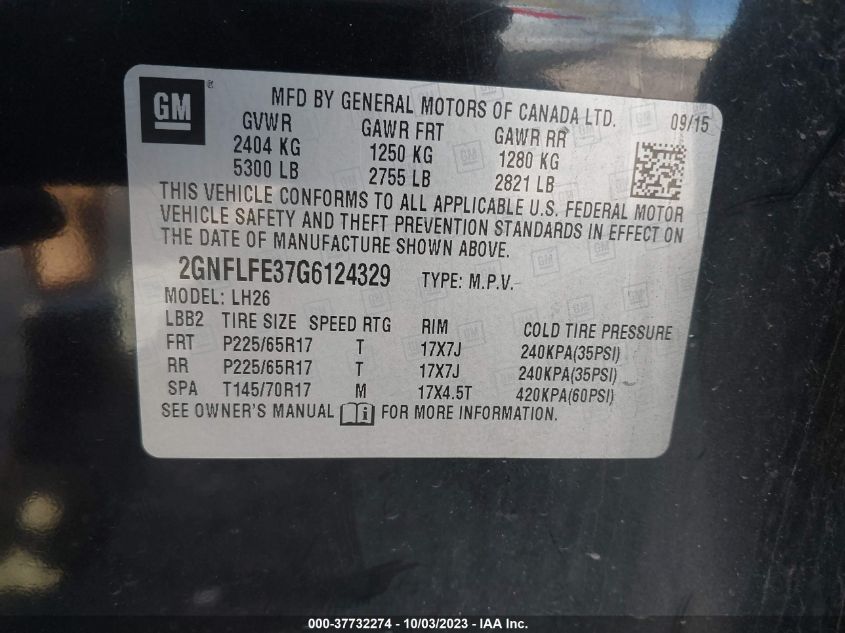 GM ®
MFD BY GENERAL MOTORS OF CANADA LTD.
09/15
GVWR GAWR FRT GAWR RR
2404 KG 1250 KG 1280 KG
5300 LB 2755 LB 2821 LB
THIS VEHICLE CONFORMS TO ALL APPLICABLE U.S. FEDERAL MOTOR
VEHICLE SAFETY AND THEFT PREVENTION STANDARDS IN EFFECT ON
THE DATE OF MANUFACTURE SHOWN ABOVE.
2GNFLFE37G6124329 TYPE: M.P.V.
MODEL: LH26
LBB2 TIRE SIZE SPEED RTG RIM COLD TIRE PRESSURE
FRT P225/65R17 T 17X7J 240KPA(35PSI)
RR P225/65R17 T 17X7J 240KPA(35PSI)
SPA T145/70R17 M 17X4.5T 420KPA(60PSI)
SEE OWNER'S MANUAL i FOR MORE INFORMATION.
000-37732274 - 10/03/2023 - IAA Inc.